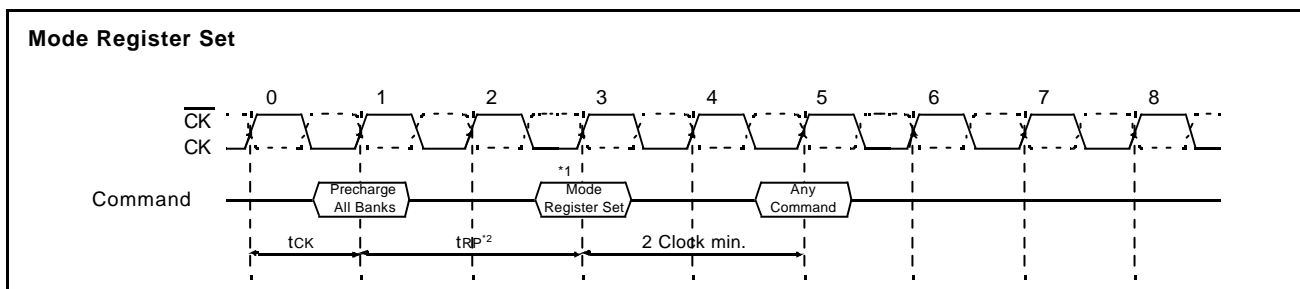 Mode Register Set
0 1 2 3 4 5 6 7 8
CK
CK
*1
Command
Precharge
All Banks
Mode
Register Set
Any
Command
tCK
tRP*2
2 Clock min.